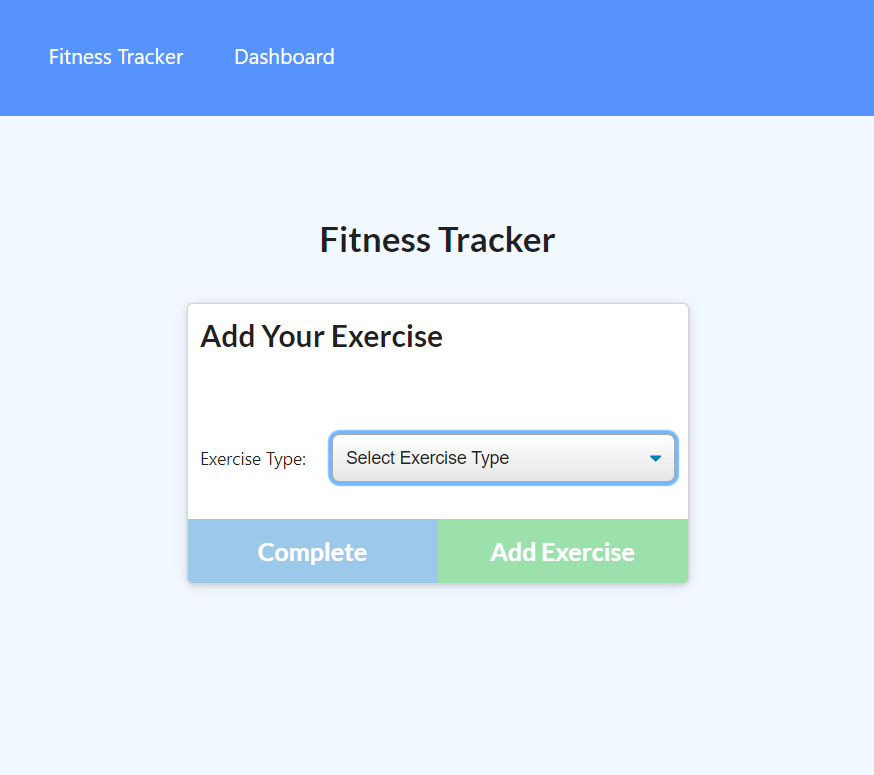 Fitness Tracker Dashboard
Fitness Tracker
Add Your Exercise
Exercise Type: Select Exercise Type
Complete Add Exercise